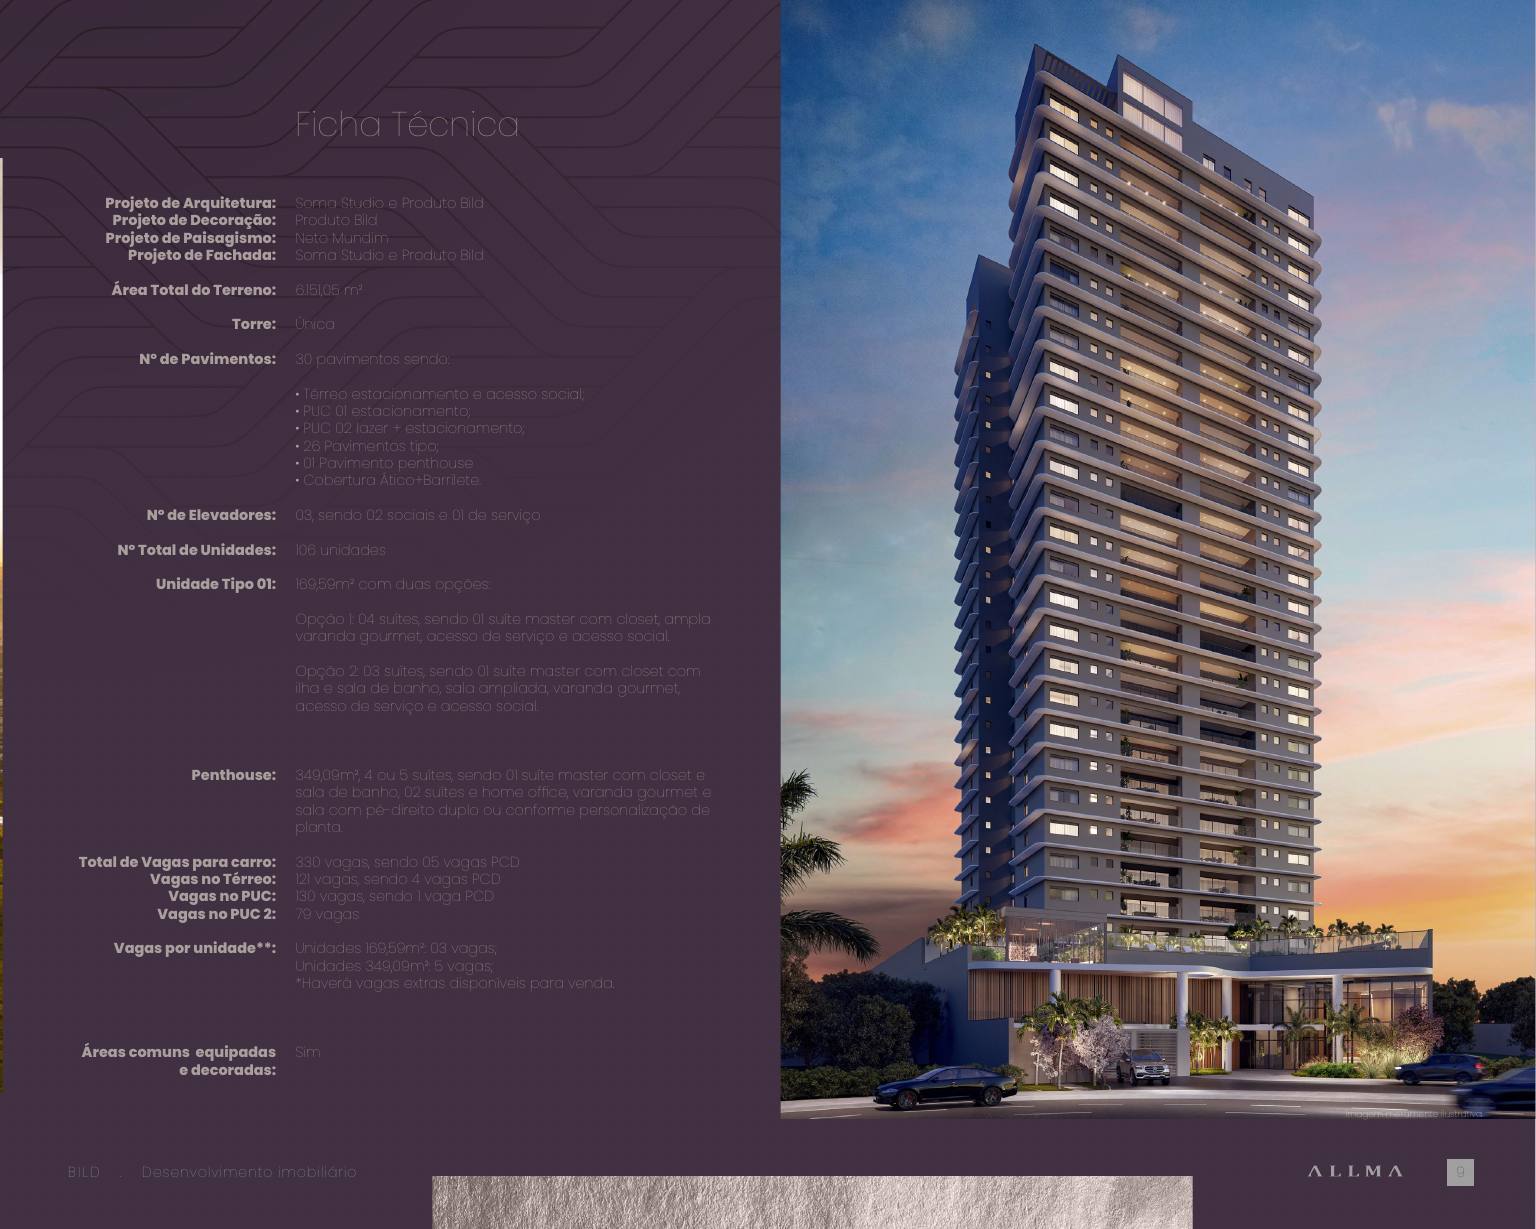 Ficha Técnica
Projeto de Arquitetura: Soma Studio e Produto Bild
Projeto de Decoração: Produto Bild
Projeto de Paisagismo: Neto Mundim
Projeto de Fachada: Soma Studio e Produto Bild
Área Total do Terreno: 6.151,05 m²
Torre: Única
Nº de Pavimentos: 30 pavimentos sendo:
• Térreo estacionamento e acesso social;
• PUC 01 estacionamento;
• PUC 02 lazer + estacionamento;
• 26 Pavimentos tipo;
• 01 Pavimento penthouse
• Cobertura Ático+Barrilete.
Nº de Elevadores: 03, sendo 02 sociais e 01 de serviço
Nº Total de Unidades: 106 unidades
Unidade Tipo 01: 169,59m² com duas opções:
Opção 1: 04 suítes, sendo 01 suíte master com closet, ampla
varanda gourmet, acesso de serviço e acesso social.
Opção 2: 03 suítes, sendo 01 suíte master com closet com
ilha e sala de banho, sala ampliada, varanda gourmet,
acesso de serviço e acesso social.
Penthouse: 349,09m², 4 ou 5 suítes, sendo 01 suíte master com closet e
sala de banho, 02 suítes e home office, varanda gourmet e
sala com pé-direito duplo ou conforme personalização de
planta.
Total de Vagas para carro: 330 vagas, sendo 05 vagas PCD
Vagas no Térreo: 121 vagas, sendo 4 vagas PCD
Vagas no PUC: 130 vagas, sendo 1 vaga PCD
Vagas no PUC 2: 79 vagas
Vagas por unidade**: Unidades 169,59m²: 03 vagas;
Unidades 349,09m²: 5 vagas;
*Haverá vagas extras disponíveis para venda.
Áreas comuns equipadas Sim
e decoradas:
Imagem meramente ilustrativa
BILD . Desenvolvimento imobiliário
ALLMA 9